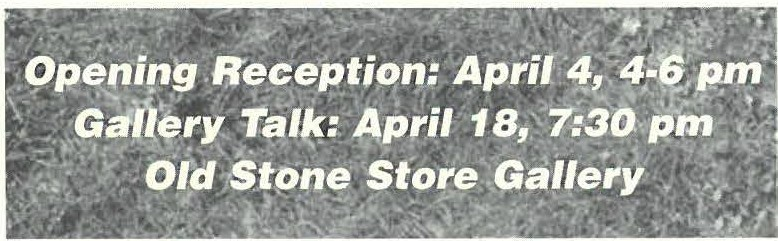 Opening Reception: April 4, 4-6 pm
Gallery Talk: April 18, 7:30 pm
Old Stone Store Gallery